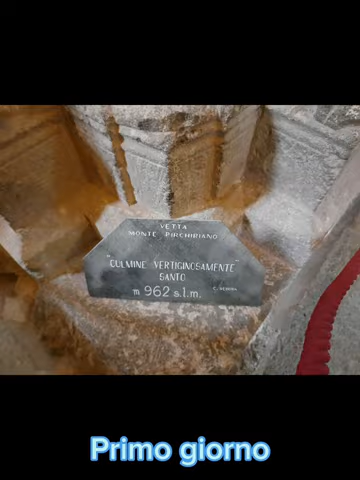 VETTA
MONTE PIRCHIRIANO
"CULMINE VERTIGINOSAMENTE"
SANTO
m 962 s.l.m.
Primo giorno